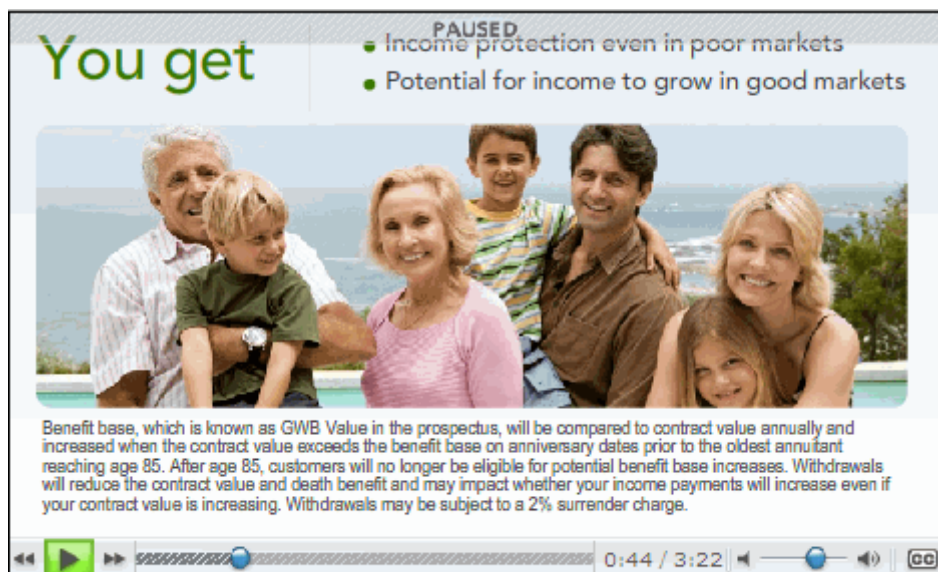 PAUSED
You get
• Income protection even in poor markets
• Potential for income to grow in good markets
Benefit base, which is known as GWB Value in the prospectus, will be compared to contract value annually and
increased when the contract value exceeds the benefit base on anniversary dates prior to the oldest annuitant
reaching age 85. After age 85, customers will no longer be eligible for potential benefit base increases. Withdrawals
will reduce the contract value and death benefit and may impact whether your income payments will increase even if
your contract value is increasing. Withdrawals may be subject to a 2% surrender charge.
0:44 / 3:22
CC